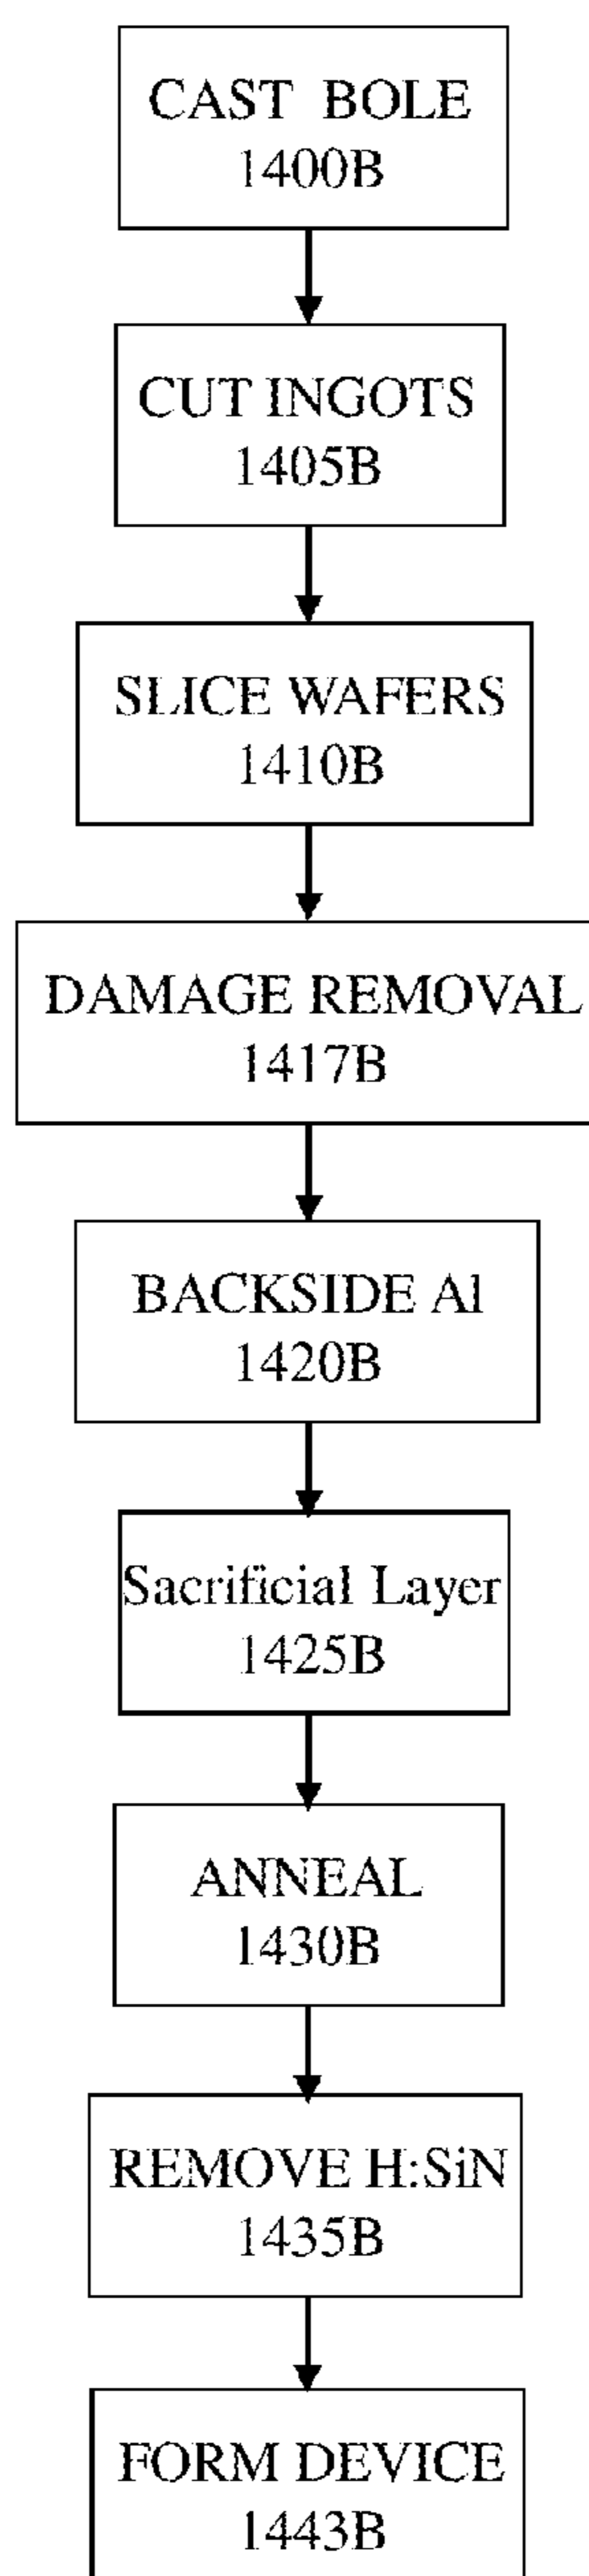 CAST BOLE
1400B
CUT INGOTS
1405B
SLICE WAFERS
1410B
DAMAGE REMOVAL
1417B
BACKSIDE Al
1420B
Sacrificial Layer
1425B
ANNEAL
1430B
REMOVE H:SiN
1435B
FORM DEVICE
1443B